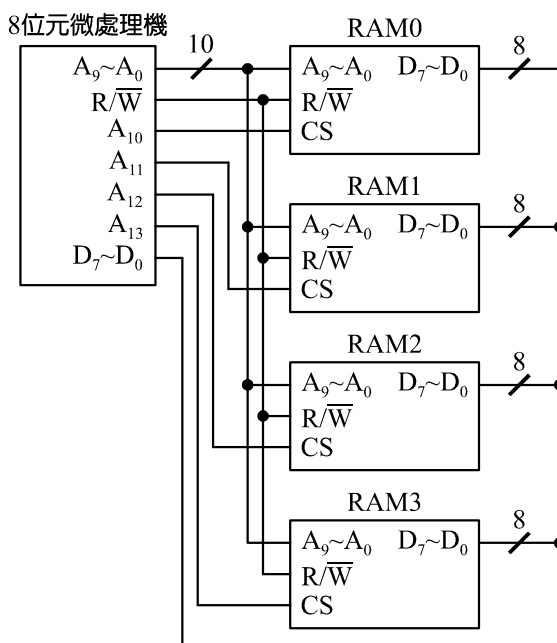 8位元微處理機
A₉~A₀
R/W̅
A₁₀
A₁₁
A₁₂
A₁₃
D₇~D₀
10
RAM0
A₉~A₀ D₇~D₀
R/W̅
CS
8
RAM1
A₉~A₀ D₇~D₀
R/W̅
CS
8
RAM2
A₉~A₀ D₇~D₀
R/W̅
CS
8
RAM3
A₉~A₀ D₇~D₀
R/W̅
CS
8